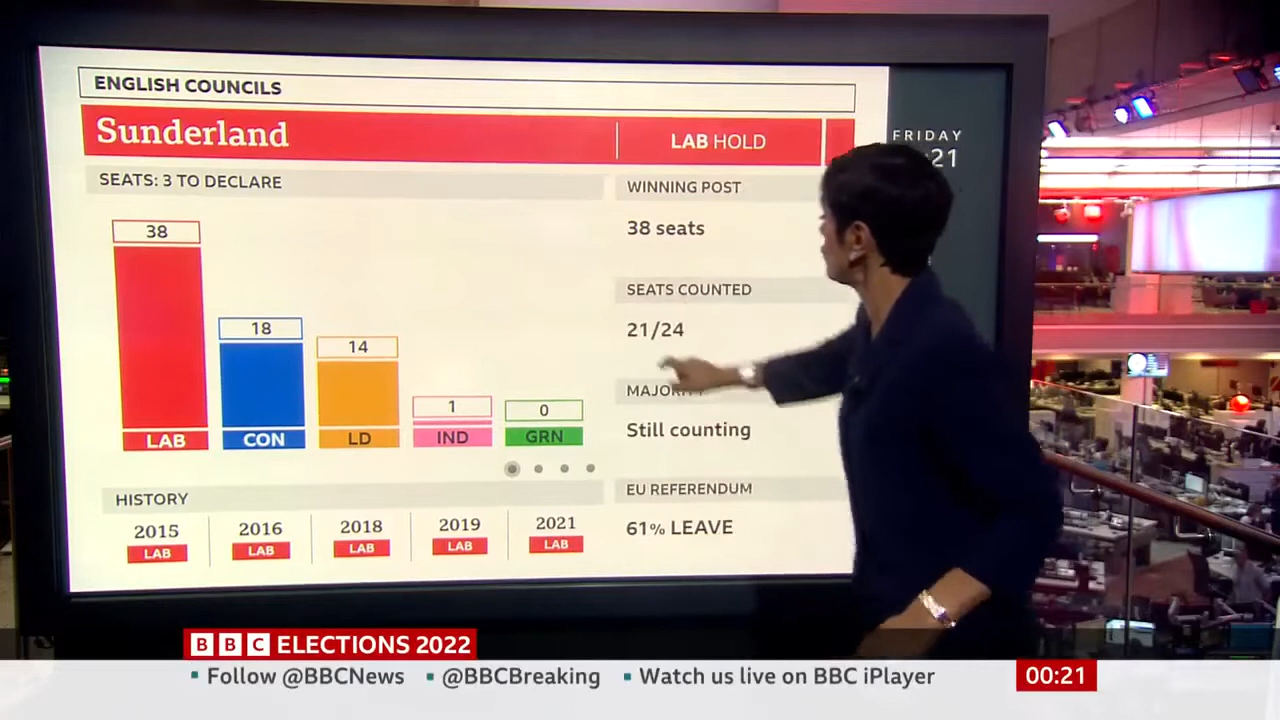 ENGLISH COUNCILS
Sunderland
LAB HOLD
FRIDAY
:21
SEATS: 3 TO DECLARE
WINNING POST
38
38 seats
SEATS COUNTED
18
14
21/24
1
0
LAB
CON
LD
IND
GRN
Still counting
HISTORY
EU REFERENDUM
2015
2016
2018
2019
2021
LAB
LAB
LAB
LAB
LAB
61% LEAVE
BBC ELECTIONS 2022
Follow @BBCNews
@BBCBreaking
Watch us live on BBC iPlayer
00:21